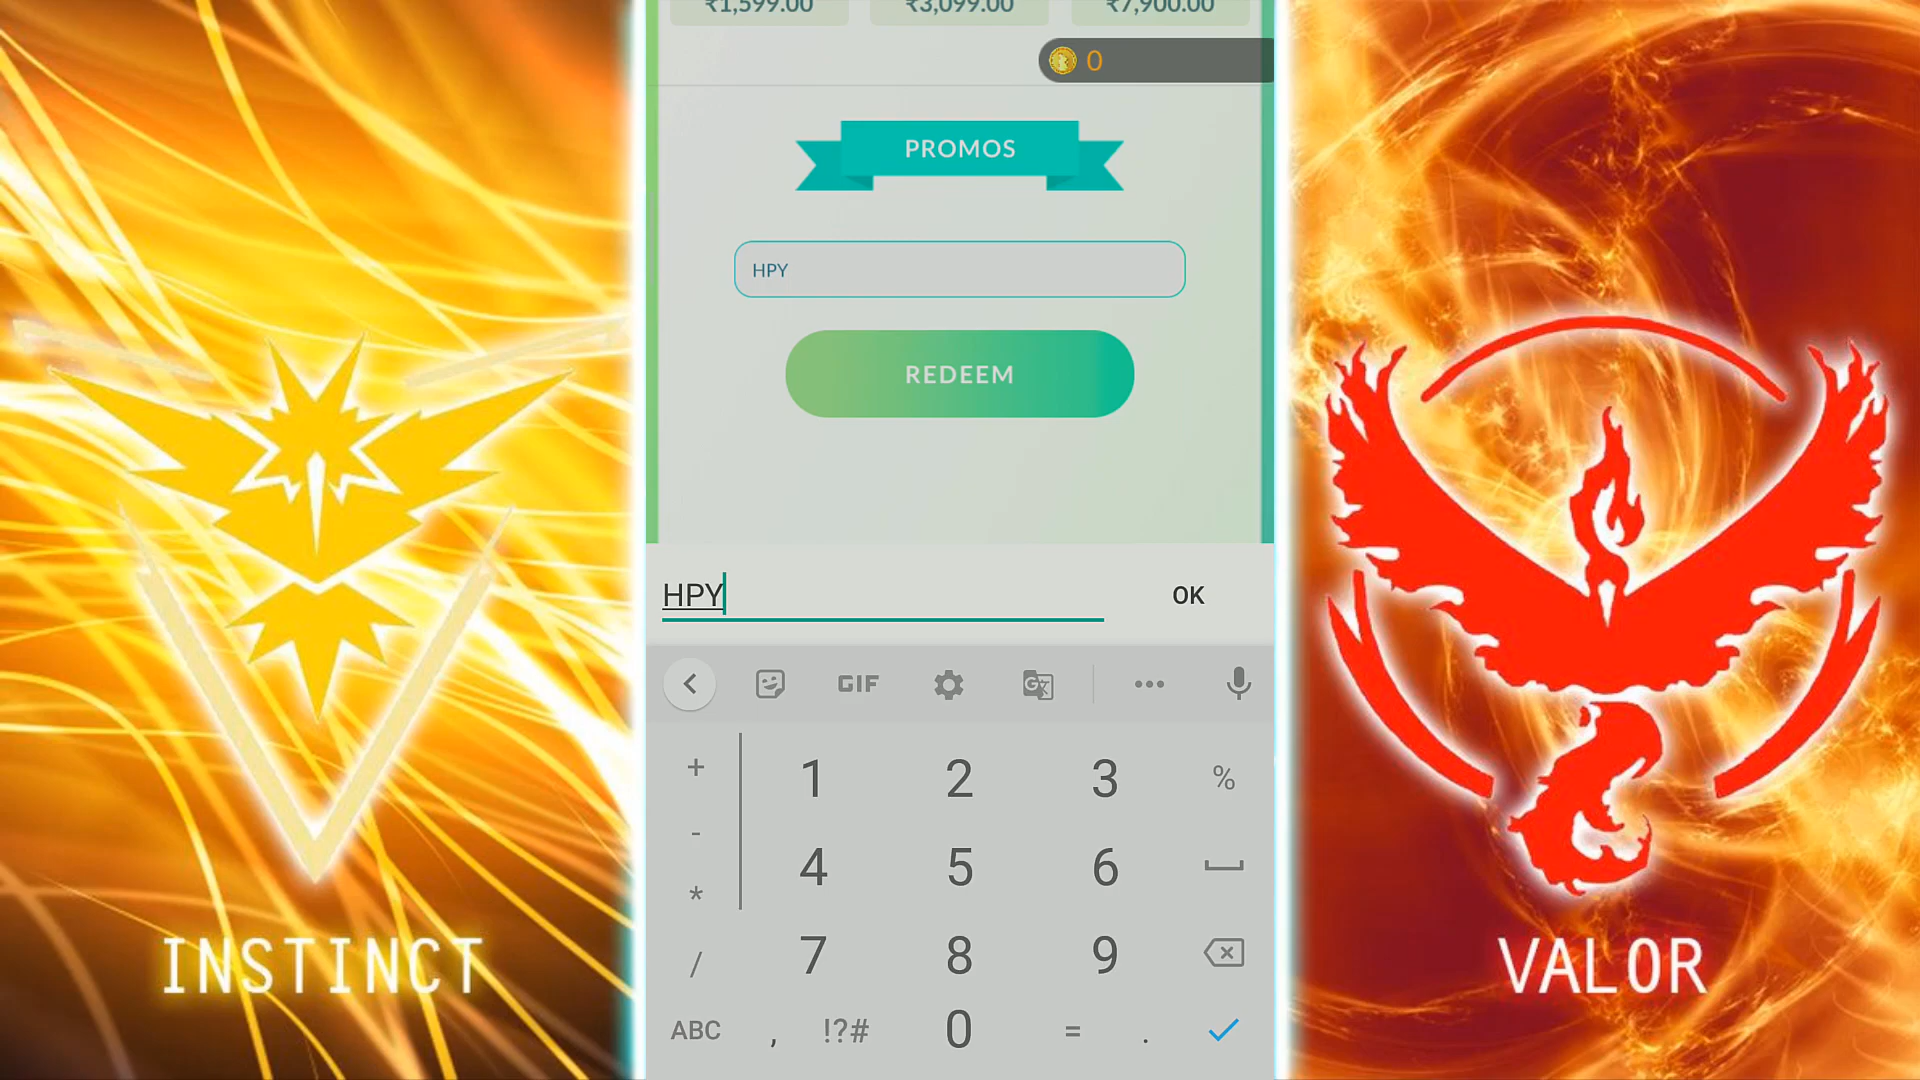 ₹1,599.00 ₹3,099.00 ₹7,900.00
0
PROMOS
HPY
REDEEM
HPY OK
GIF
+ 1 2 3 %
- 4 5 6
*
/ 7 8 9
ABC , !?# 0 = .
INSTINCT
VALOR